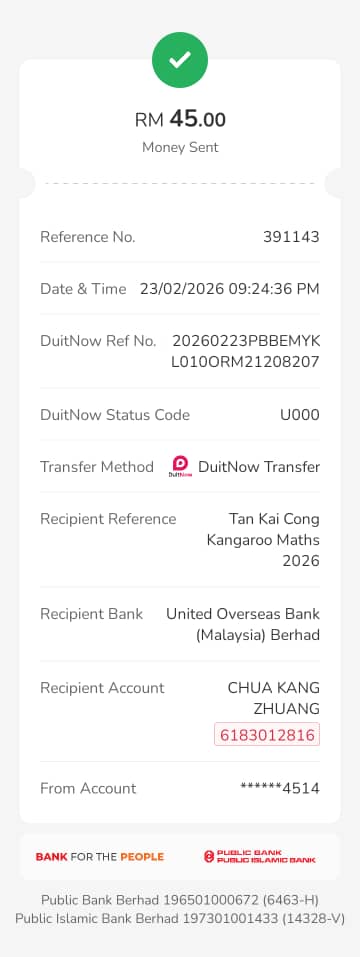 RM 45.00
Money Sent
Reference No. 391143
Date & Time 23/02/2026 09:24:36 PM
DuitNow Ref No. 20260223PBBEMYK
L010ORM21208207
DuitNow Status Code U000
Transfer Method DuitNow DuitNow Transfer
Recipient Reference Tan Kai Cong
Kangaroo Maths
2026
Recipient Bank United Overseas Bank
(Malaysia) Berhad
Recipient Account CHUA KANG
ZHUANG
6183012816
From Account ******4514
BANK FOR THE PEOPLE PUBLIC BANK
PUBLIC ISLAMIC BANK
Public Bank Berhad 196501000672 (6463-H)
Public Islamic Bank Berhad 197301001433 (14328-V)